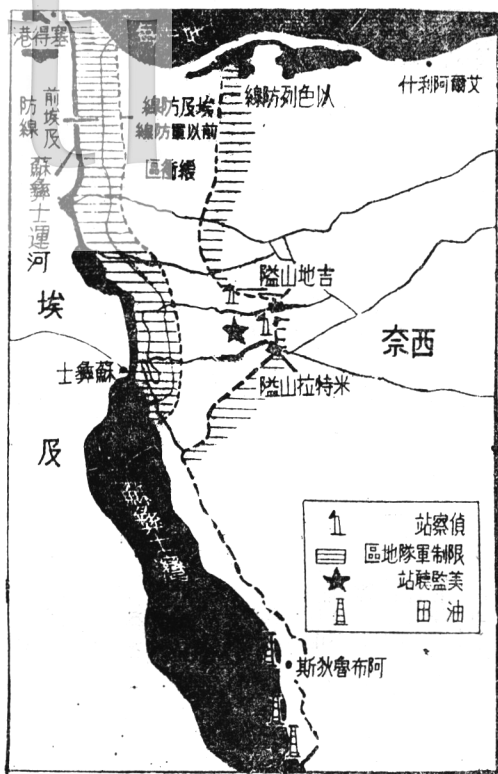 塞得港
艾爾阿利什
以色列防線
埃及防線
前以軍防線
緩衝區
前埃及
防線
蘇彝士運河
吉地山隘
西奈
埃及
蘇彝士
米特拉山隘
蘇彝士灣
偵察站
限制軍隊地區
美監聽站
油田
阿布魯狄斯